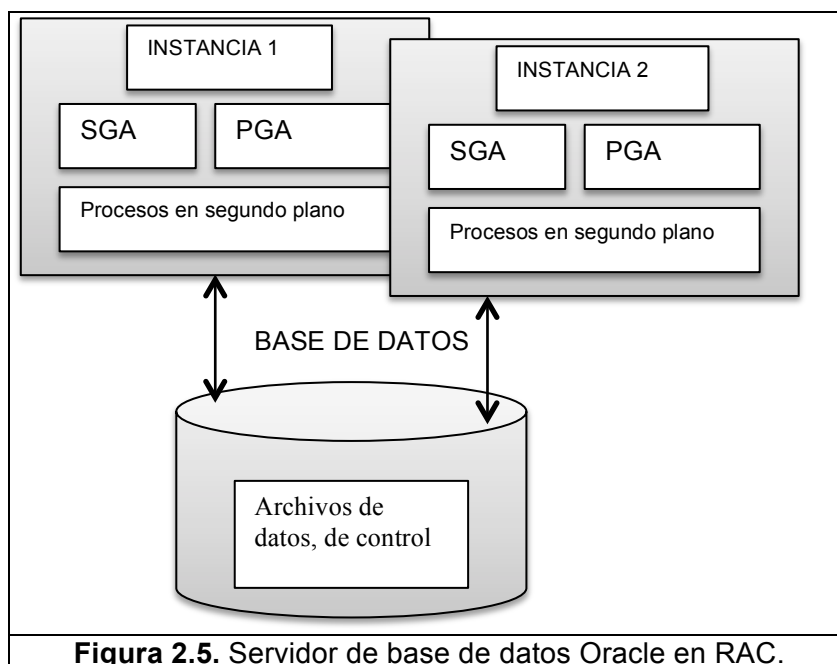 INSTANCIA 1
SGA
PGA
Procesos en segundo plano
INSTANCIA 2
SGA
PGA
Procesos en segundo plano
BASE DE DATOS
Archivos de
datos, de control
Figura 2.5. Servidor de base de datos Oracle en RAC.